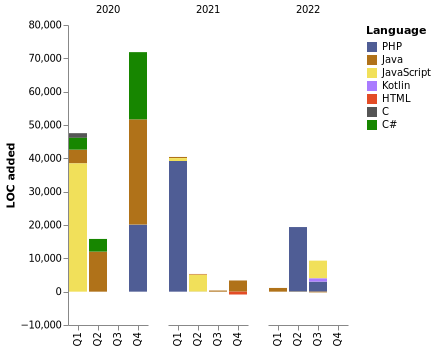 2020 2021 2022
Language
PHP
Java
JavaScript
Kotlin
HTML
C
C#
LOC added
80,000
70,000
60,000
50,000
40,000
30,000
20,000
10,000
0
−10,000
Q1 Q2 Q3 Q4 Q1 Q2 Q3 Q4 Q1 Q2 Q3 Q4